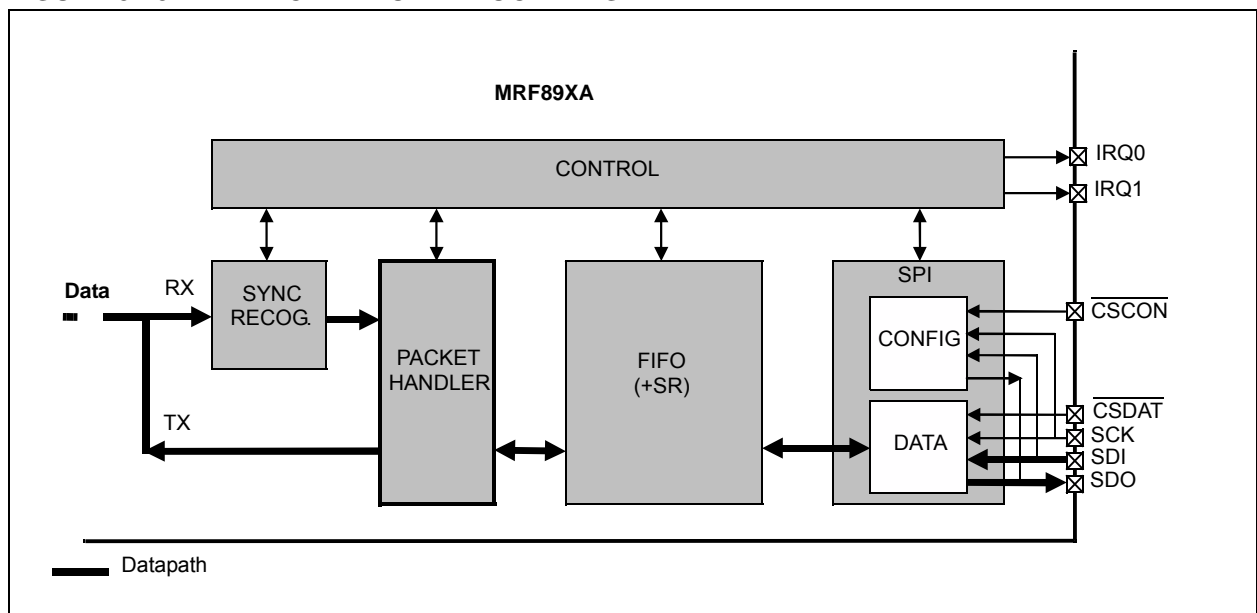 MRF89XA
CONTROL
IRQ0
IRQ1
Data
RX
SYNC
RECOG.
TX
PACKET
HANDLER
FIFO
(+SR)
SPI
CONFIG
DATA
CSCON
CSDAT
SCK
SDI
SDO
Datapath